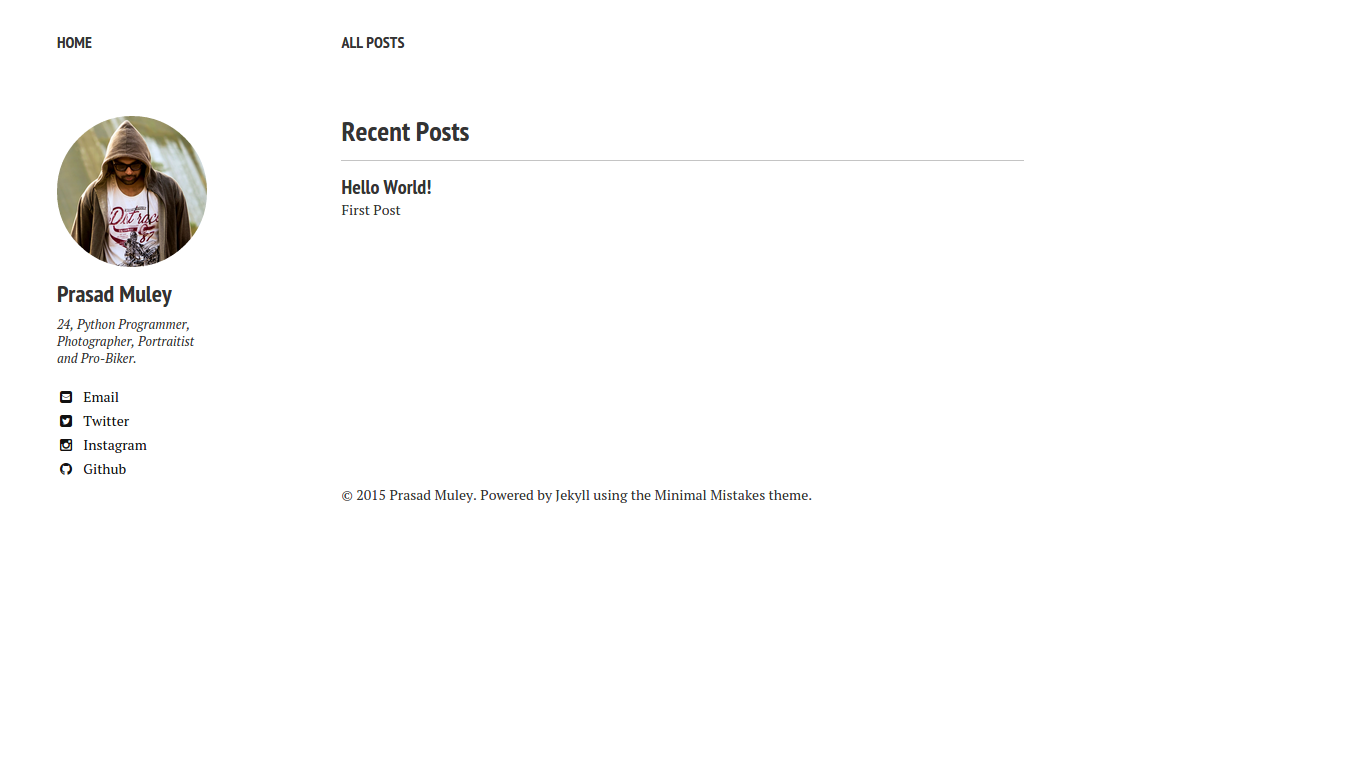 HOME
ALL POSTS
Recent Posts
Hello World!
First Post
Prasad Muley
24, Python Programmer,
Photographer, Portraitist
and Pro-Biker.
Email
Twitter
Instagram
Github
© 2015 Prasad Muley. Powered by Jekyll using the Minimal Mistakes theme.